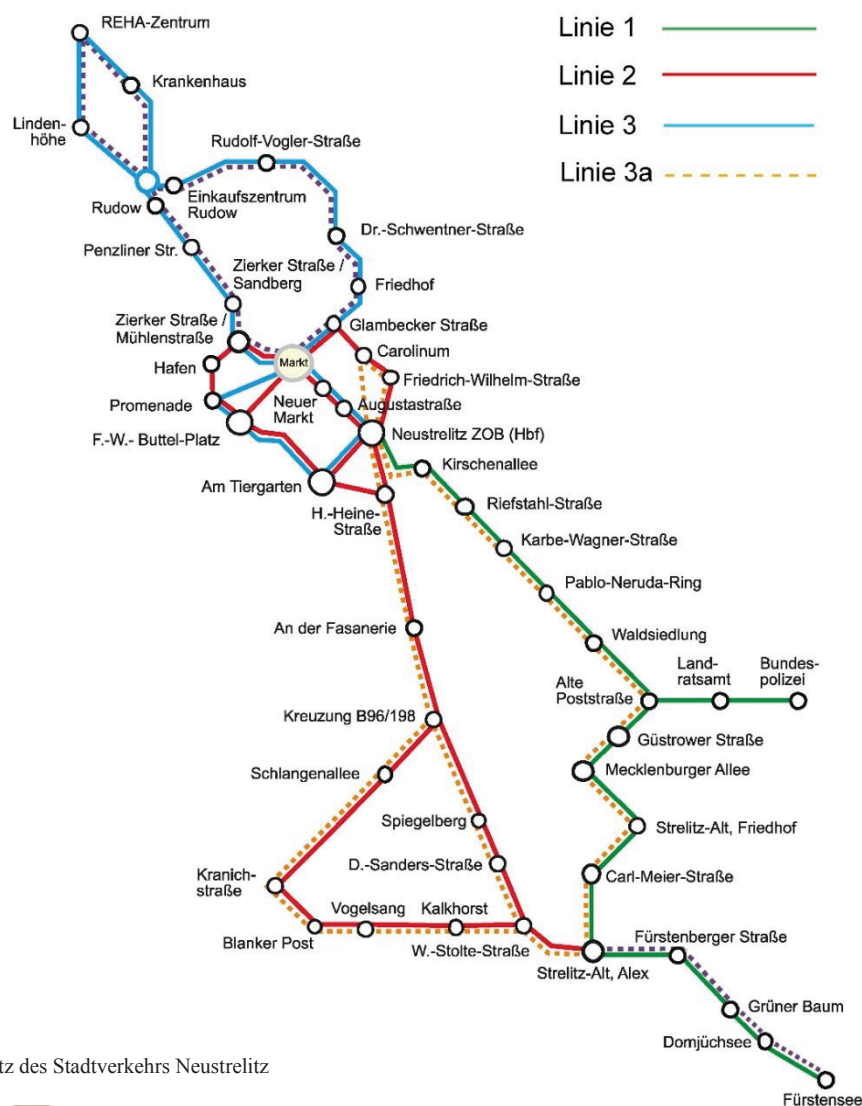 Linie 1
Linie 2
Linie 3
Linie 3a
REHA-Zentrum
Krankenhaus
Linden-
höhe
Rudolf-Vogler-Straße
Einkaufszentrum
Rudow
Rudow
Dr.-Schwentner-Straße
Penzliner Str.
Zierker Straße /
Sandberg
Friedhof
Zierker Straße /
Mühlenstraße
Glambecker Straße
Markt
Carolinum
Hafen
Friedrich-Wilhelm-Straße
Promenade
Neuer
Markt
Augustastraße
F.-W.- Buttel-Platz
Neustrelitz ZOB (Hbf)
Kirschenallee
Am Tiergarten
H.-Heine-
Straße
Riefstahl-Straße
Karbe-Wagner-Straße
Pablo-Neruda-Ring
An der Fasanerie
Waldsiedlung
Alte
Poststraße
Land-
ratsamt
Bundes-
polizei
Kreuzung B96/198
Güstrower Straße
Schlangenallee
Mecklenburger Allee
Spiegelberg
Strelitz-Alt, Friedhof
D.-Sanders-Straße
Carl-Meier-Straße
Kranich-
straße
Vogelsang
Kalkhorst
Blanker Post
W.-Stolte-Straße
Fürstenberger Straße
Strelitz-Alt, Alex
Grüner Baum
Domjüchsee
Fürstensee
tz des Stadtverkehrs Neustrelitz